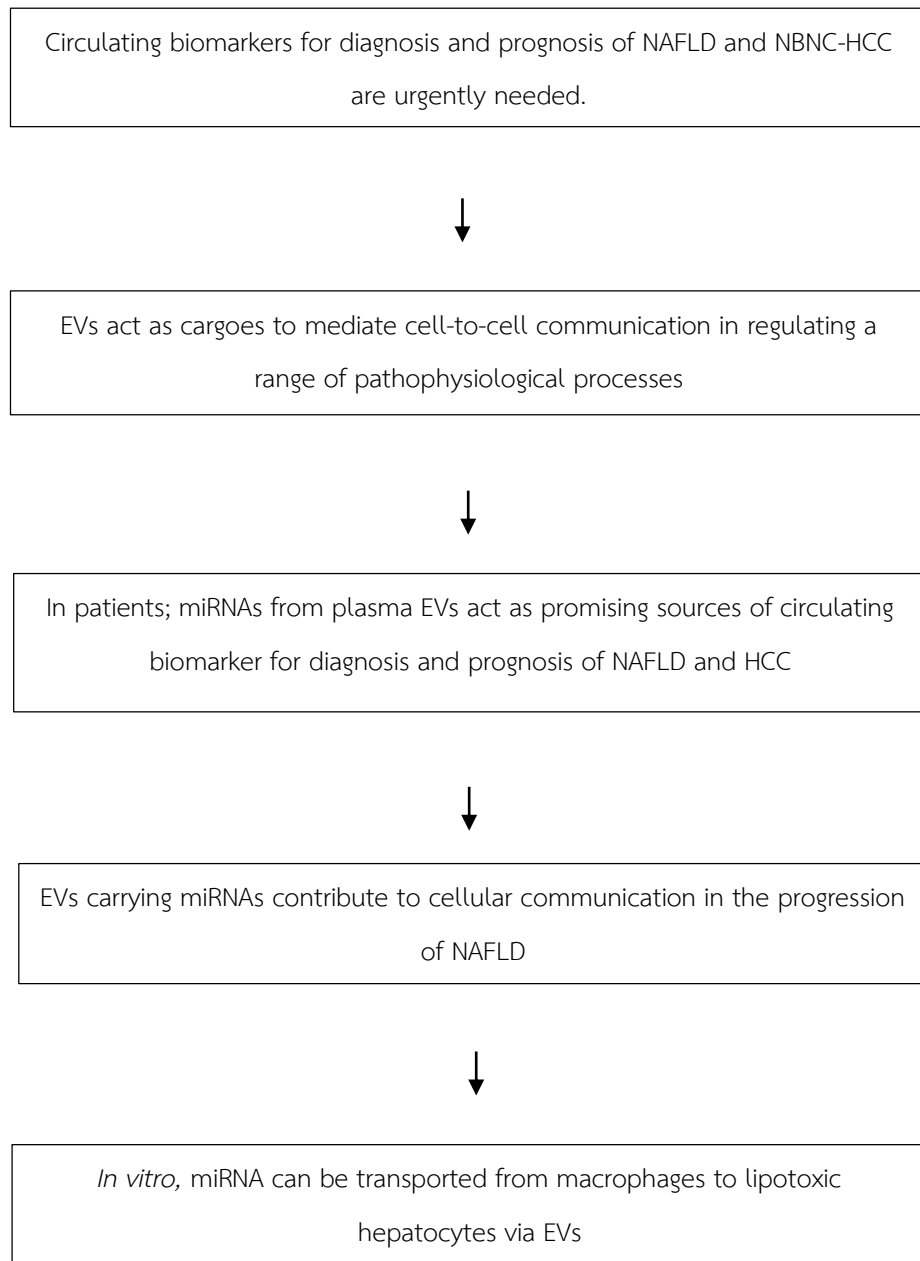 Circulating biomarkers for diagnosis and prognosis of NAFLD and NBNC-HCC
are urgently needed.
EVs act as cargoes to mediate cell-to-cell communication in regulating a
range of pathophysiological processes
In patients; miRNAs from plasma EVs act as promising sources of circulating
biomarker for diagnosis and prognosis of NAFLD and HCC
EVs carrying miRNAs contribute to cellular communication in the progression
of NAFLD
In vitro, miRNA can be transported from macrophages to lipotoxic
hepatocytes via EVs